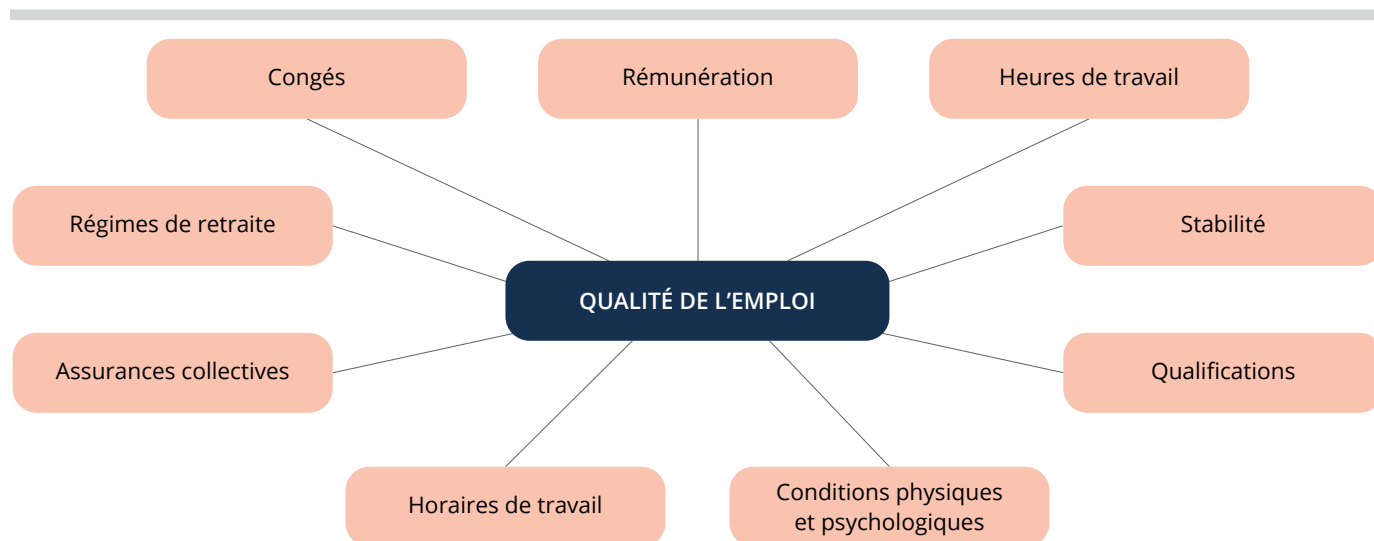 Congés
Rémunération
Heures de travail
Régimes de retraite
Stabilité
QUALITÉ DE L’EMPLOI
Assurances collectives
Qualifications
Horaires de travail
Conditions physiques
et psychologiques